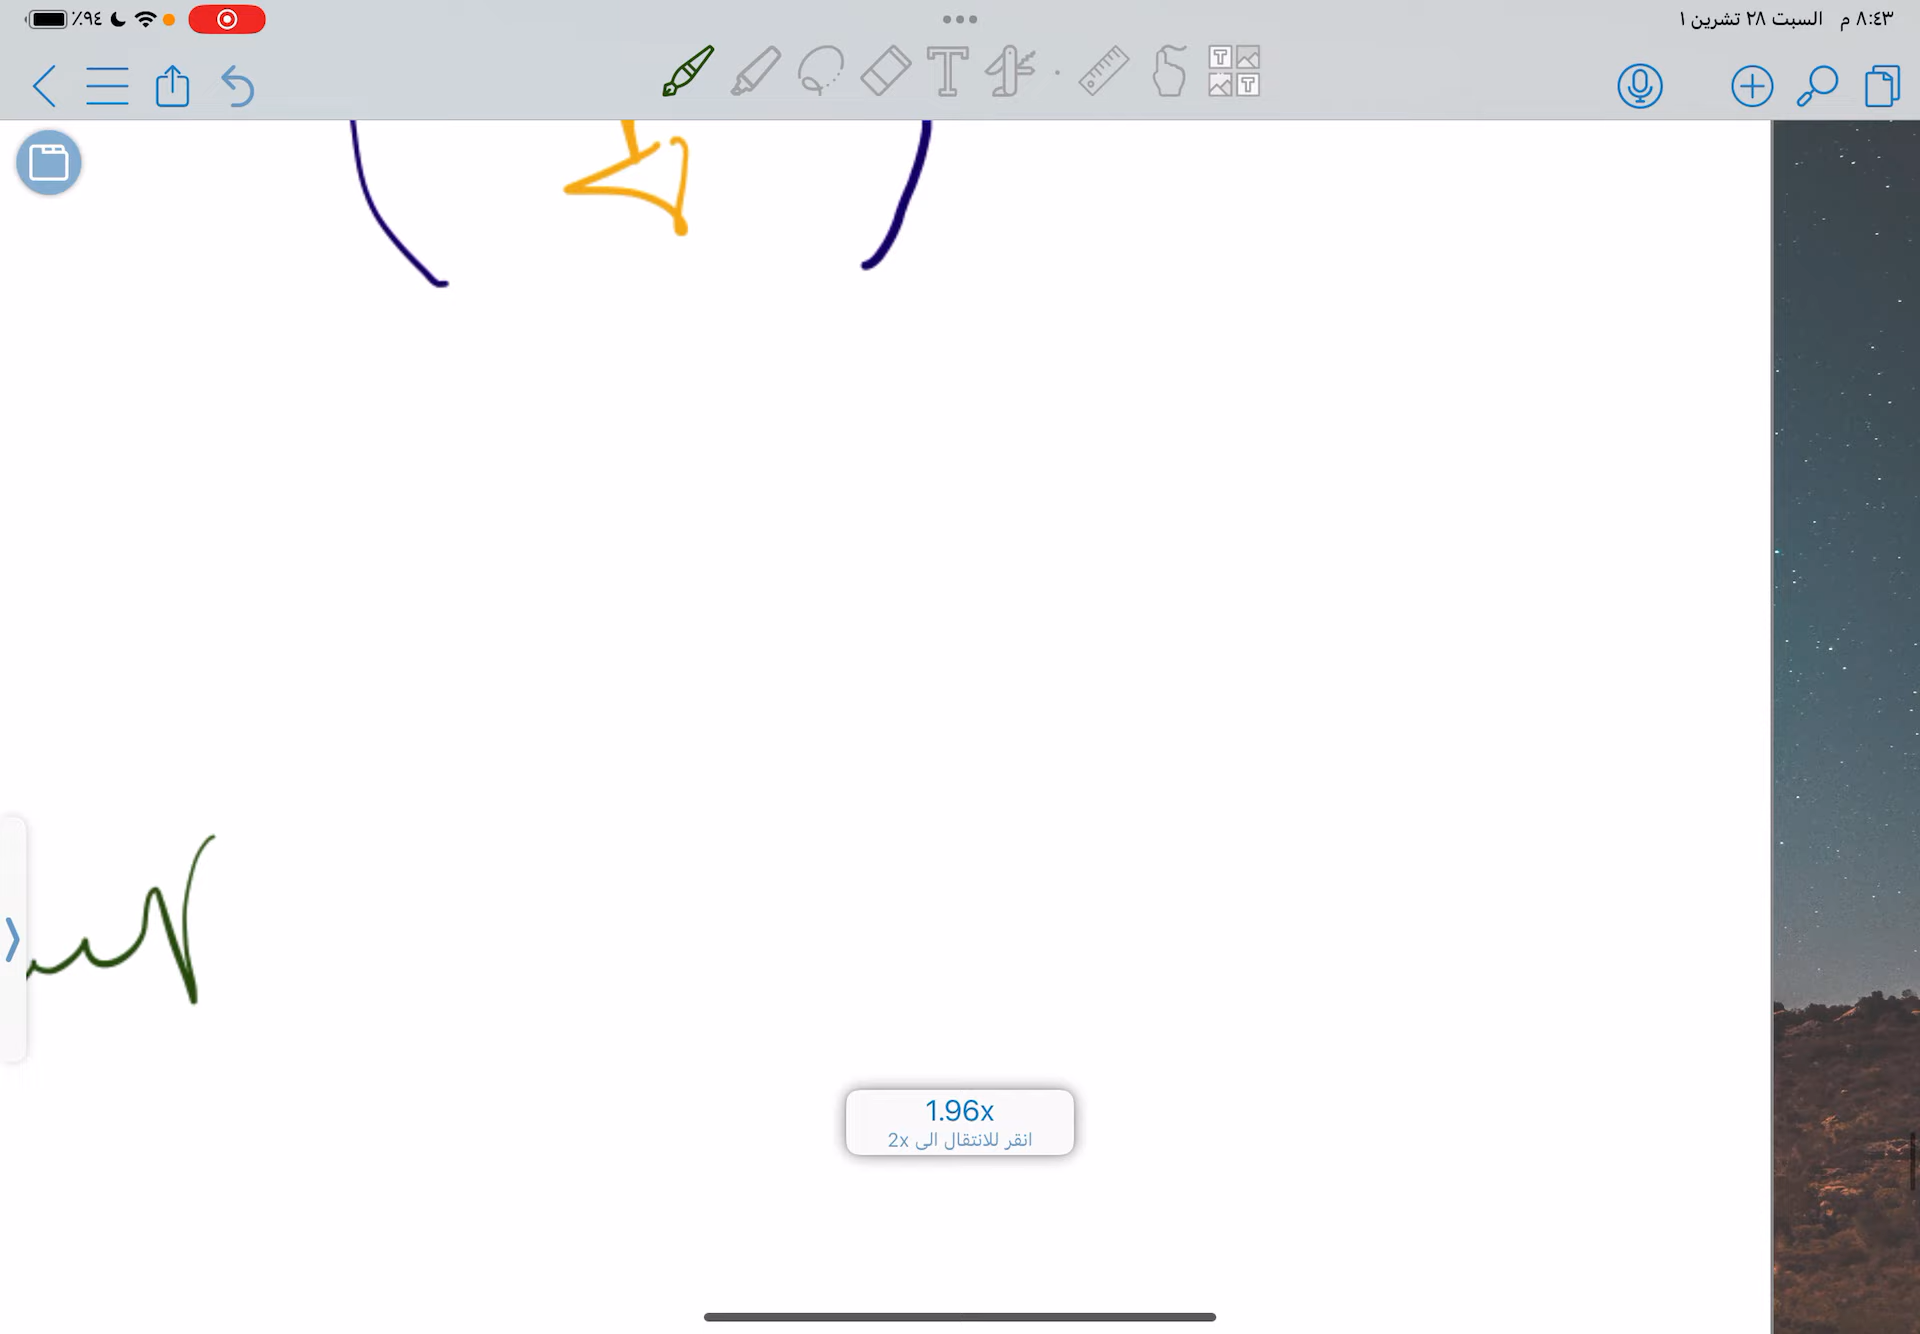 ٨:٤٣ م السبت ٢٨ تشرين ١
٪٩٤
1.96x
انقر للانتقال الى 2x